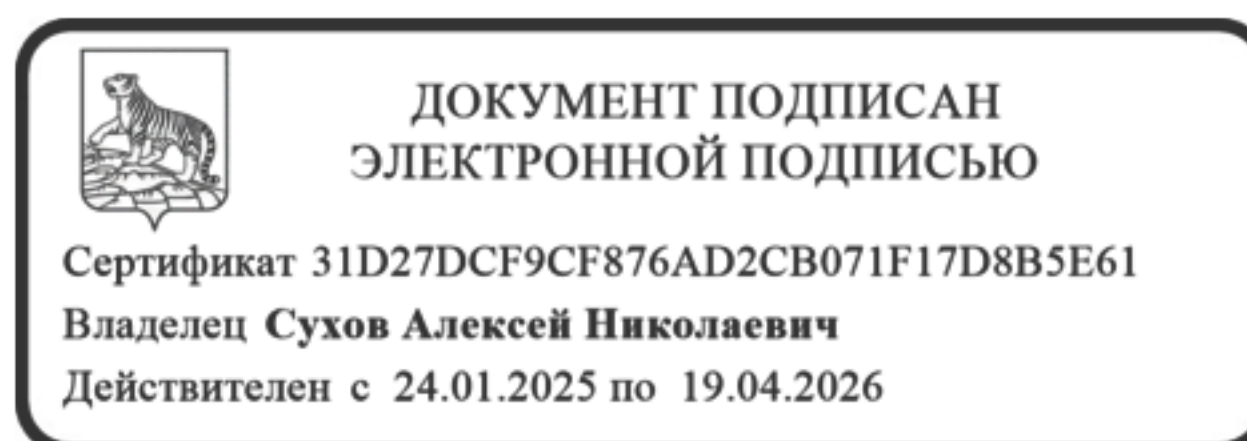 ДОКУМЕНТ ПОДПИСАН
ЭЛЕКТРОННОЙ ПОДПИСЬЮ
Сертификат 31D27DCF9CF876AD2CB071F17D8B5E61
Владелец Сухов Алексей Николаевич
Действителен с 24.01.2025 по 19.04.2026